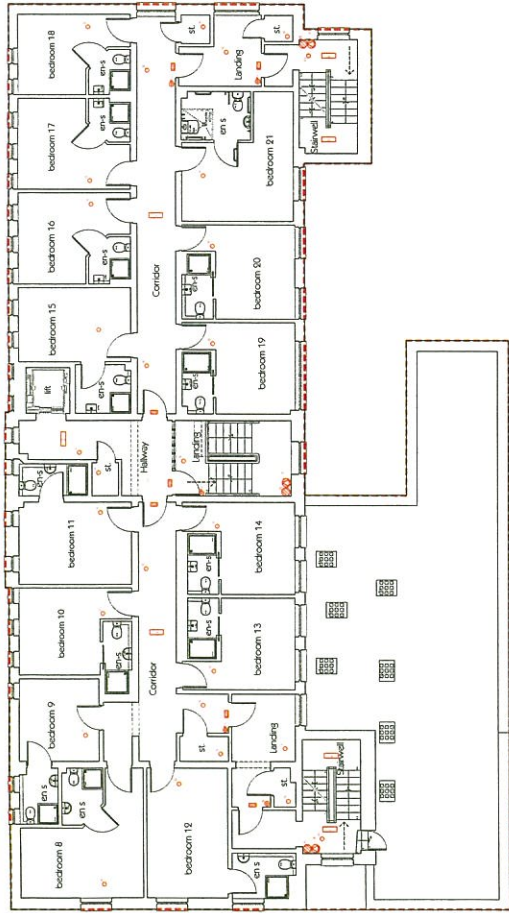 bedroom 18
en-s
st.
st.
Landing
Stairwell
bedroom 17
en-s
en s
bedroom 21
bedroom 16
en-s
Corridor
en-s
bedroom 20
bedroom 15
en-s
en-s
bedroom 19
lift
st.
Hallway
Landing
bedroom 11
en-s
bedroom 14
bedroom 10
en-s
Corridor
en-s
bedroom 13
bedroom 9
en s
st.
Landing
en s
st.
Stairwell
bedroom 8
bedroom 12
en s